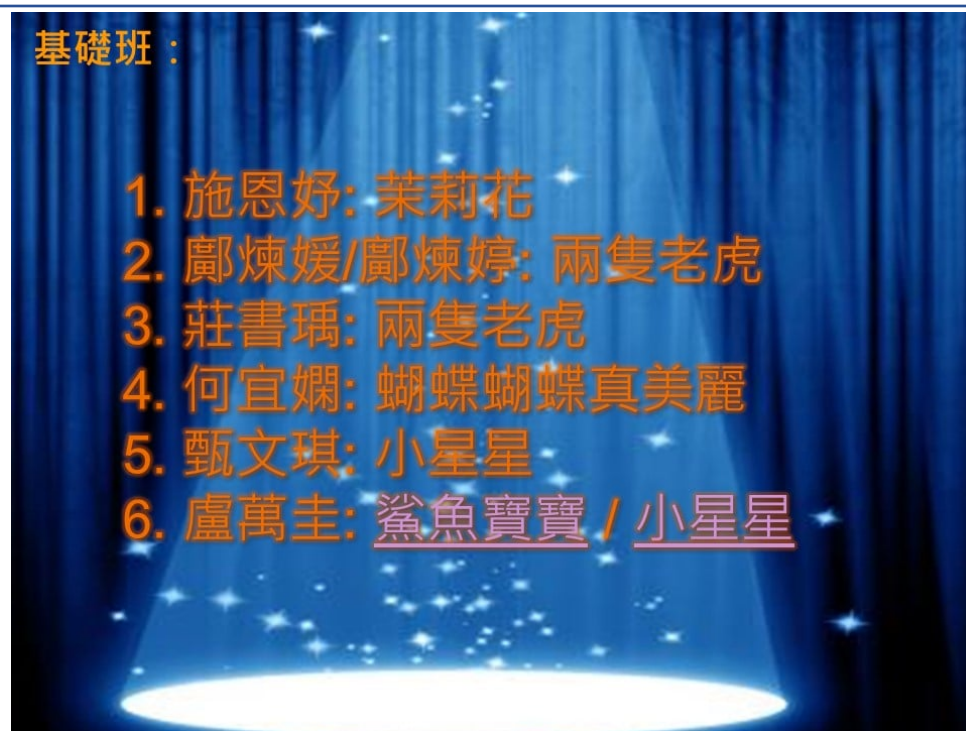 基礎班：
1. 施恩妤: 茉莉花
2. 鄺煉媛/鄺煉婷: 兩隻老虎
3. 莊書瑀: 兩隻老虎
4. 何宜嫻: 蝴蝶蝴蝶真美麗
5. 甄文琪: 小星星
6. 盧萬圭: 鯊魚寶寶 / 小星星